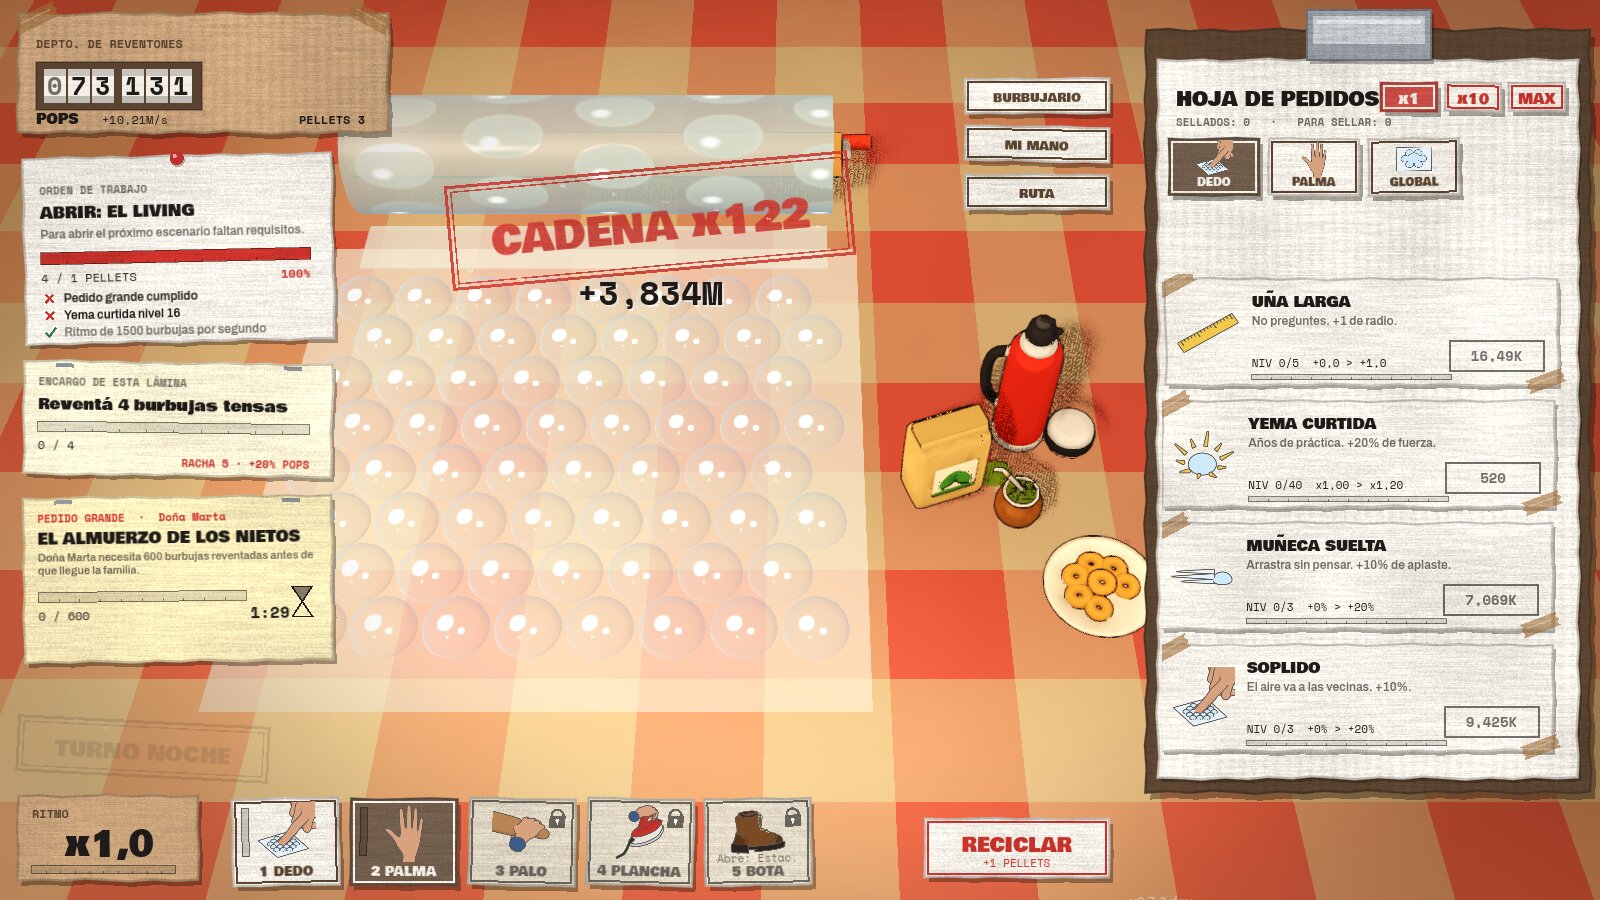 DEPTO. DE REVENTONES
073131
POPS +10,21M/s PELLETS 3
ORDEN DE TRABAJO
ABRIR: EL LIVING
Para abrir el próximo escenario faltan requisitos.
4 / 1 PELLETS 100%
Pedido grande cumplido
Yema curtida nivel 16
Ritmo de 1500 burbujas por segundo
ENCARGO DE ESTA LÁMINA
Reventá 4 burbujas tensas
0 / 4
RACHA 5 · +20% POPS
PEDIDO GRANDE · Doña Marta
EL ALMUERZO DE LOS NIETOS
Doña Marta necesita 600 burbujas reventadas antes de
que llegue la familia.
0 / 600 1:29
TURNO NOCHE
RITMO
x1,0
CADENA x122
+3,834M
1 DEDO
2 PALMA
3 PALO
4 PLANCHA
Abre: Estac.
5 BOTA
BURBUJARIO
MI MANO
RUTA
RECICLAR
+1 PELLETS
HOJA DE PEDIDOS x1 x10 MAX
SELLADOS: 0 · PARA SELLAR: 0
DEDO PALMA GLOBAL
UÑA LARGA
No preguntes. +1 de radio.
16,49K
NIV 0/5 +0,0 > +1,0
YEMA CURTIDA
Años de práctica. +20% de fuerza.
520
NIV 0/40 x1,00 > x1,20
MUÑECA SUELTA
Arrastra sin pensar. +10% de aplaste.
7,069K
NIV 0/3 +0% > +20%
SOPLIDO
El aire va a las vecinas. +10%.
9,425K
NIV 0/3 +0% > +20%